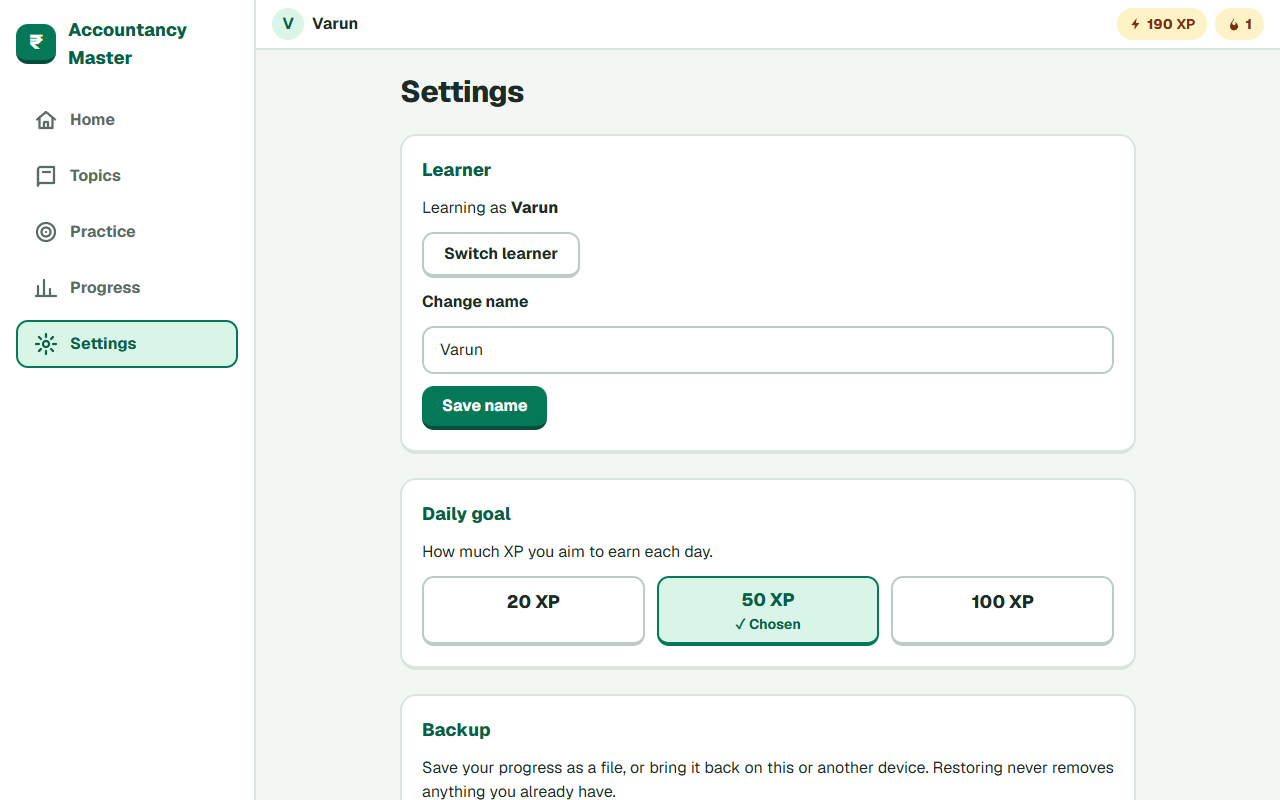 ₹
Accountancy
Master
Home
Topics
Practice
Progress
Settings
V
Varun
190 XP
1
Settings
Learner
Learning as Varun
Switch learner
Change name
Varun
Save name
Daily goal
How much XP you aim to earn each day.
20 XP
50 XP
✓ Chosen
100 XP
Backup
Save your progress as a file, or bring it back on this or another device. Restoring never removes
anything you already have.